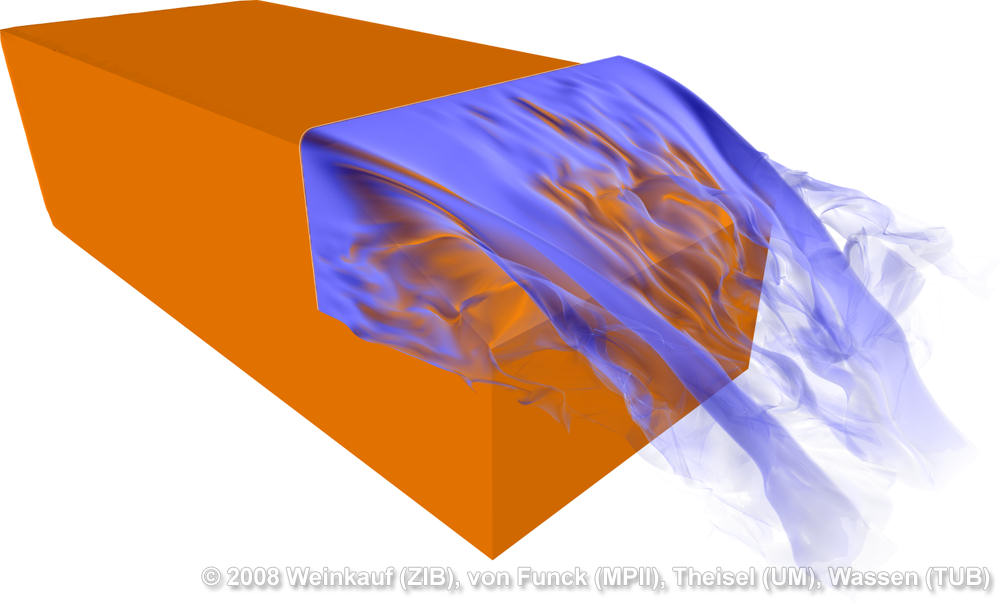 © 2008 Weinkauf (ZIB), von Funck (MPII), Theisel (UM), Wassen (TUB)